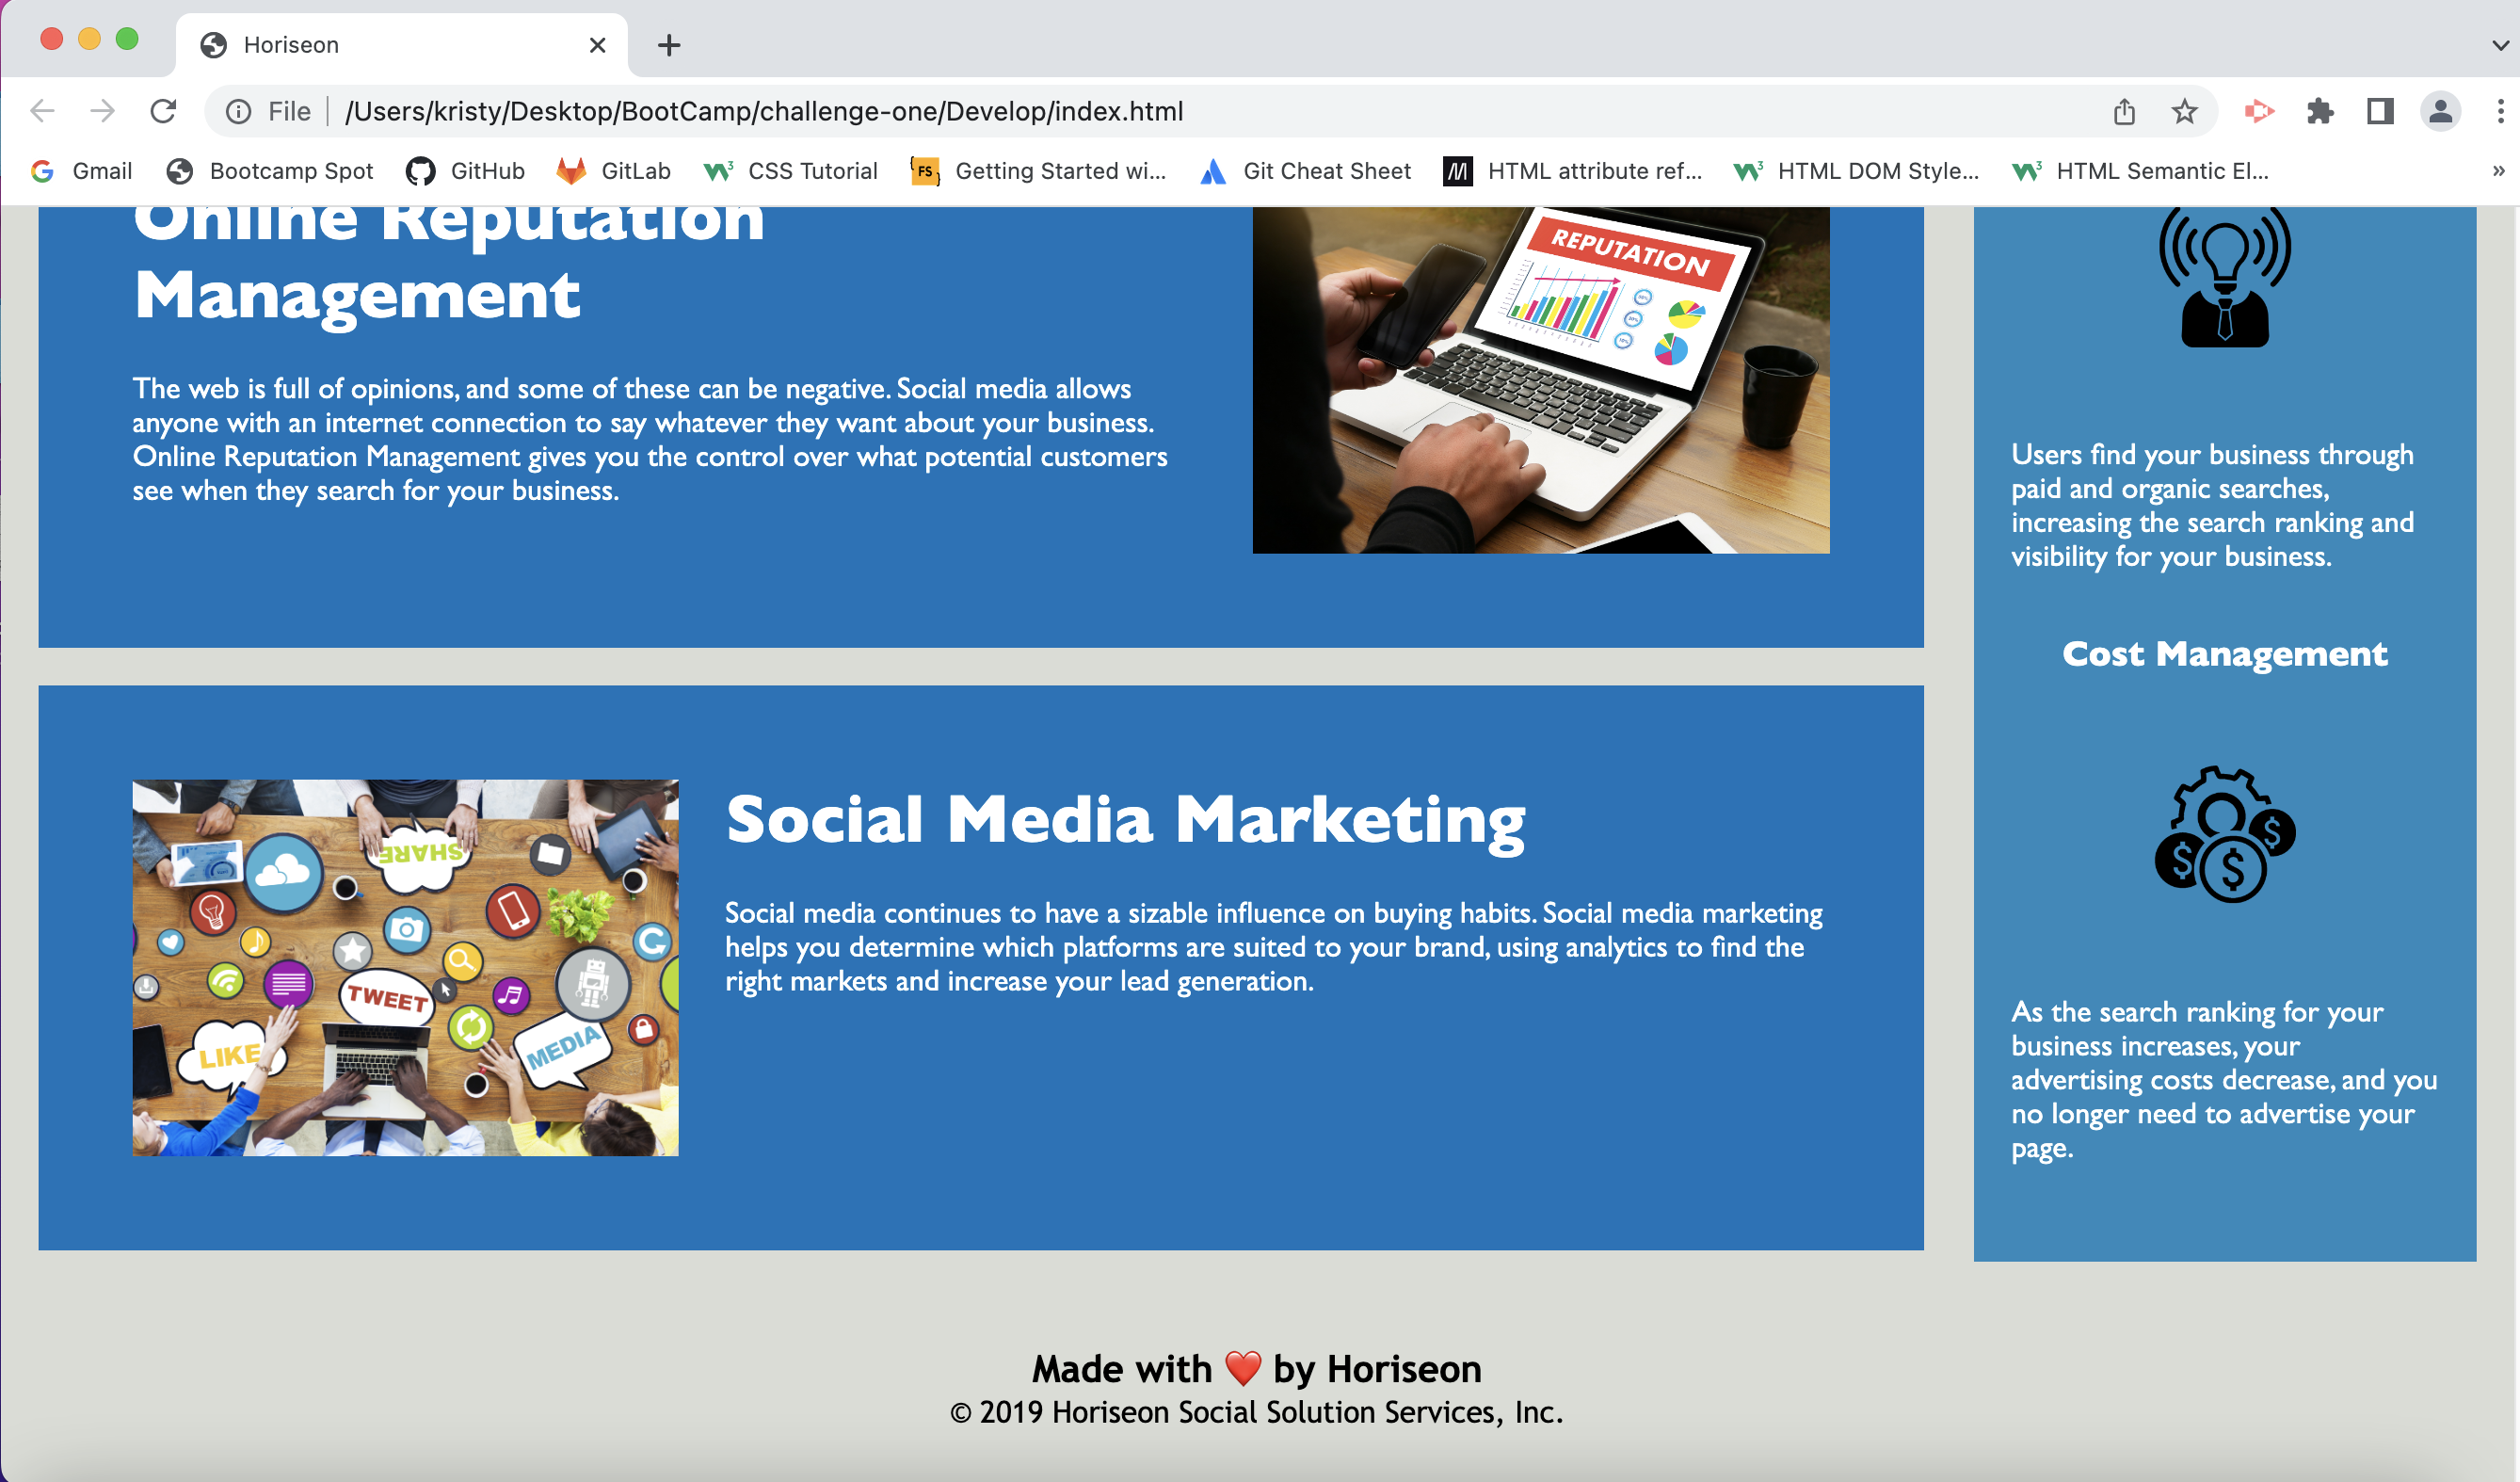 Horiseon
File
/Users/kristy/Desktop/BootCamp/challenge-one/Develop/index.html
Gmail
Bootcamp Spot
GitHub
GitLab
CSS Tutorial
Getting Started wi...
Git Cheat Sheet
HTML attribute ref...
HTML DOM Style...
HTML Semantic El...
»
Online Reputation
Management
The web is full of opinions, and some of these can be negative. Social media allows
anyone with an internet connection to say whatever they want about your business.
Online Reputation Management gives you the control over what potential customers
see when they search for your business.
REPUTATION
Social Media Marketing
Social media continues to have a sizable influence on buying habits. Social media marketing
helps you determine which platforms are suited to your brand, using analytics to find the
right markets and increase your lead generation.
SHARE
TWEET
LIKE
MEDIA
Users find your business through
paid and organic searches,
increasing the search ranking and
visibility for your business.
Cost Management
$ $ $
As the search ranking for your
business increases, your
advertising costs decrease, and you
no longer need to advertise your
page.
Made with ❤️ by Horiseon
© 2019 Horiseon Social Solution Services, Inc.